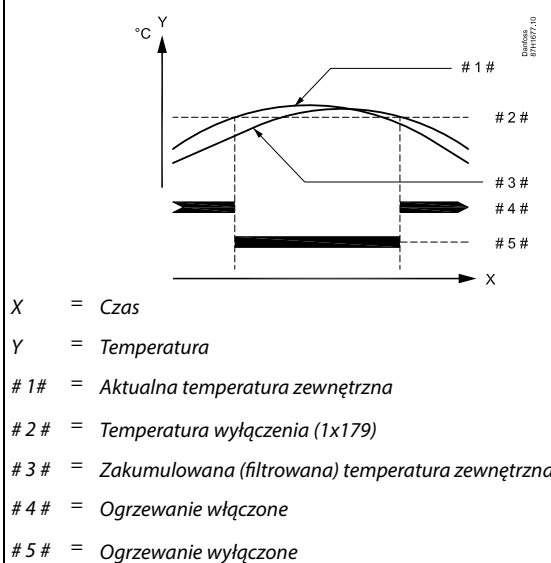 Y
°C
Danfoss
87H1677.10
# 1 #
# 2 #
# 3 #
# 4 #
# 5 #
X
X = Czas
Y = Temperatura
# 1# = Aktualna temperatura zewnętrzna
# 2 # = Temperatura wyłączenia (1x179)
# 3 # = Zakumulowana (filtrowana) temperatura zewnętrzna
# 4 # = Ogrzewanie włączone
# 5 # = Ogrzewanie wyłączone